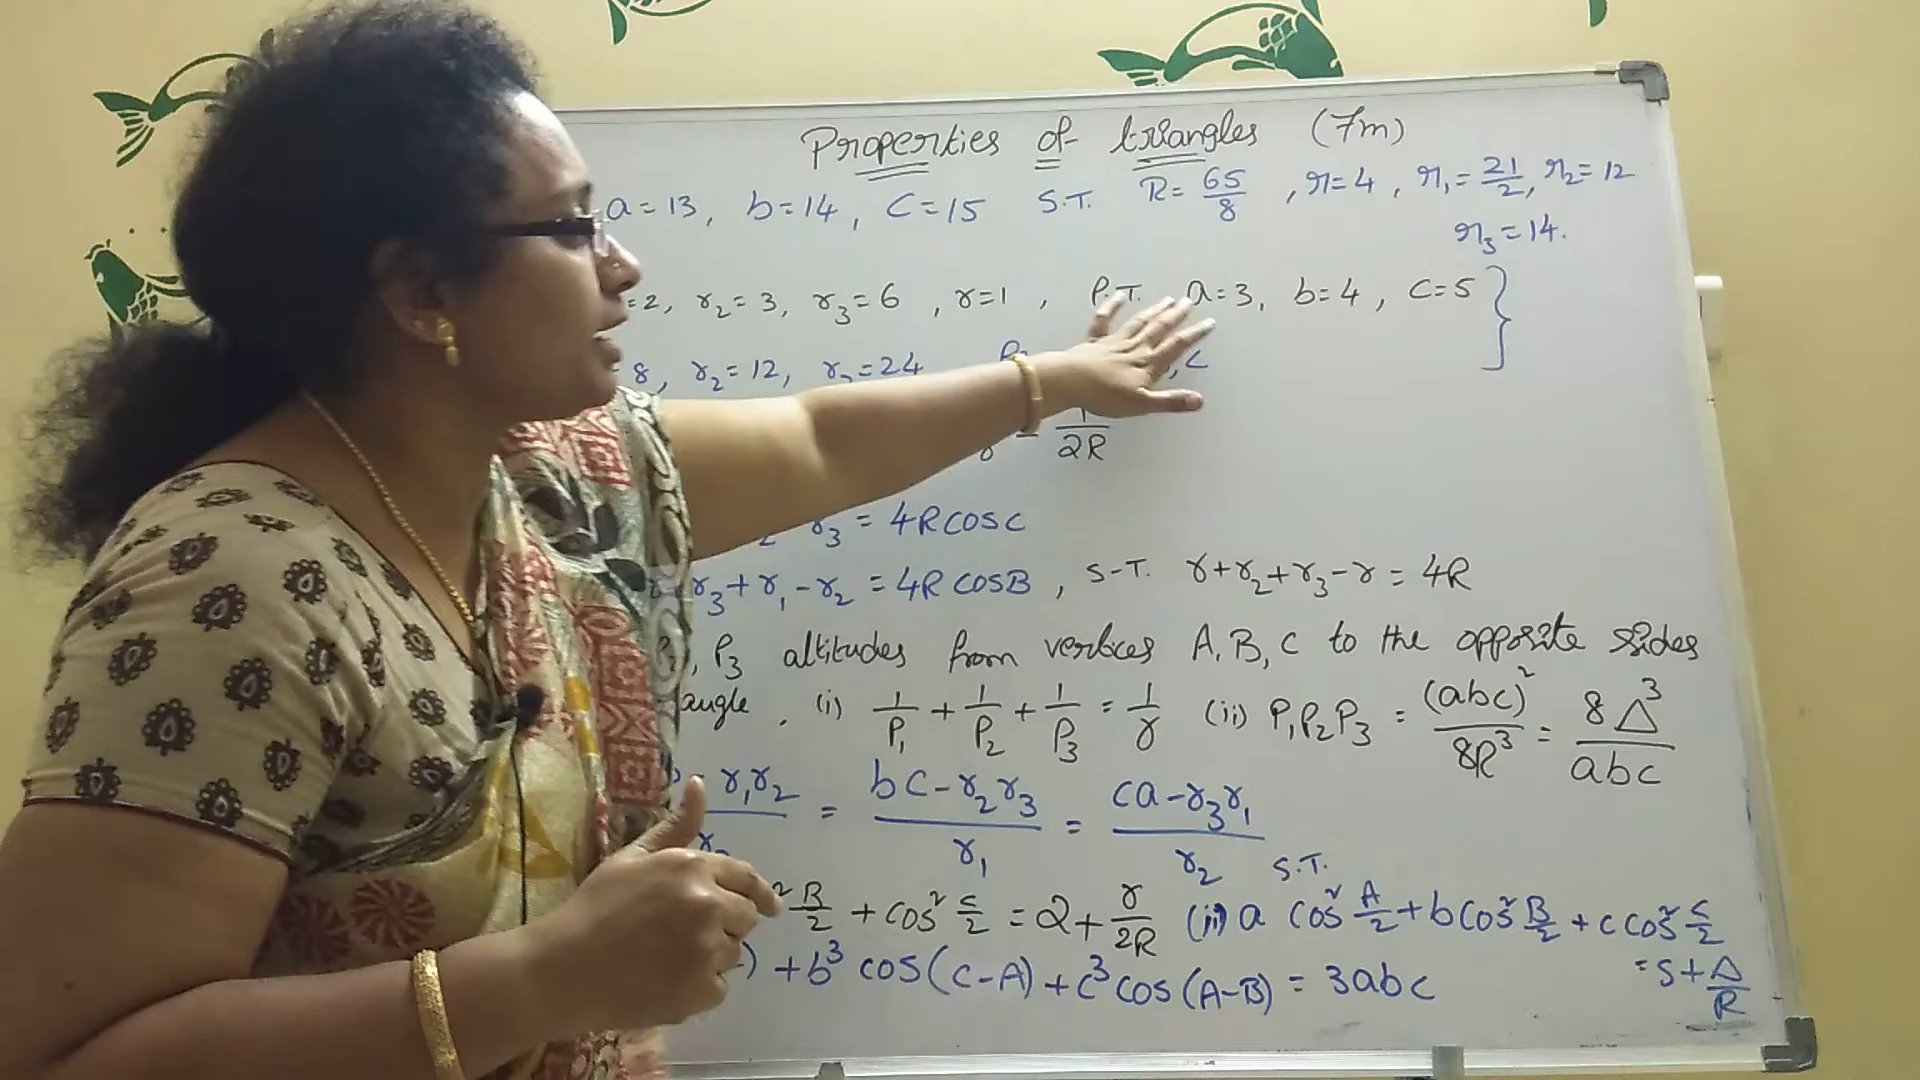 Properties of triangles (7m)
a = 13, b = 14, c = 15 S.T. R = 65/8, r = 4, r₁ = 21/2, r₂ = 12
r₃ = 14.
= 2, r₂ = 3, r₃ = 6, r = 1, P.T. a = 3, b = 4, c = 5 }
8, r₂ = 12, = 24 , c
1/2R
r₃ = 4R cos C
r₃ + r₁ - r₂ = 4R cos B, S-T. r + r₂ + r₃ - r = 4R
, P₃ altitudes from vertices A, B, C to the opposite sides
angle, (i) 1/P₁ + 1/P₂ + 1/P₃ = 1/r (ii) P₁P₂P₃ = (abc)²/8R³ = 8Δ³/abc
- r₁r₂ = bc - r₂r₃/r₁ = ca - r₃r₁/r₂ S.T.
² B/2 + cos² C/2 = 2 + r/2R (ii) a cos² A/2 + b cos² B/2 + c cos² C/2
= s + Δ/R
) + b³ cos(C-A) + c³ cos(A-B) = 3abc